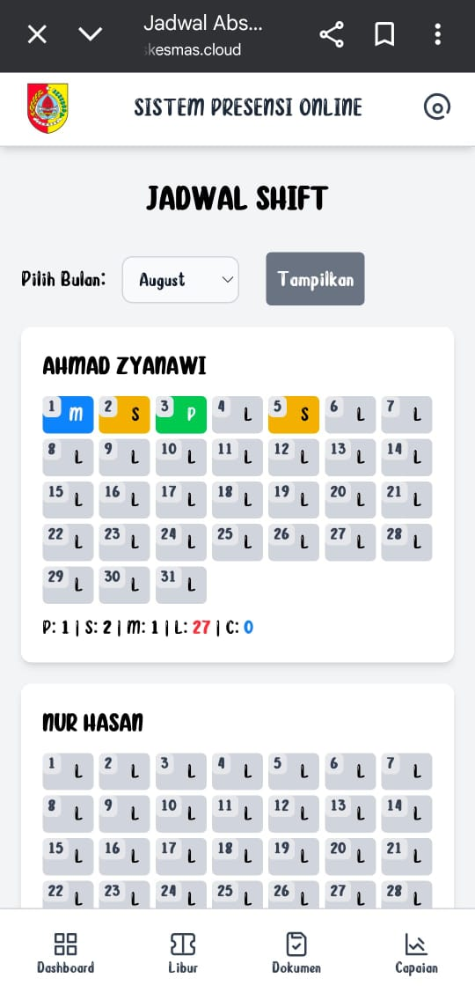 Jadwal Abs...
kesmas.cloud
SISTEM PRESENSI ONLINE
JADWAL SHIFT
Pilih Bulan: August Tampilkan
AHMAD ZYANAWI
1 M 2 S 3 P 4 L 5 S 6 L 7 L
8 L 9 L 10 L 11 L 12 L 13 L 14 L
15 L 16 L 17 L 18 L 19 L 20 L 21 L
22 L 23 L 24 L 25 L 26 L 27 L 28 L
29 L 30 L 31 L
P: 1 | S: 2 | M: 1 | L: 27 | C: 0
NUR HASAN
1 L 2 L 3 L 4 L 5 L 6 L 7 L
8 L 9 L 10 L 11 L 12 L 13 L 14 L
15 L 16 L 17 L 18 L 19 L 20 L 21 L
22 L 23 L 24 L 25 L 26 L 27 L 28 L
Dashboard Libur Dokumen Capaian